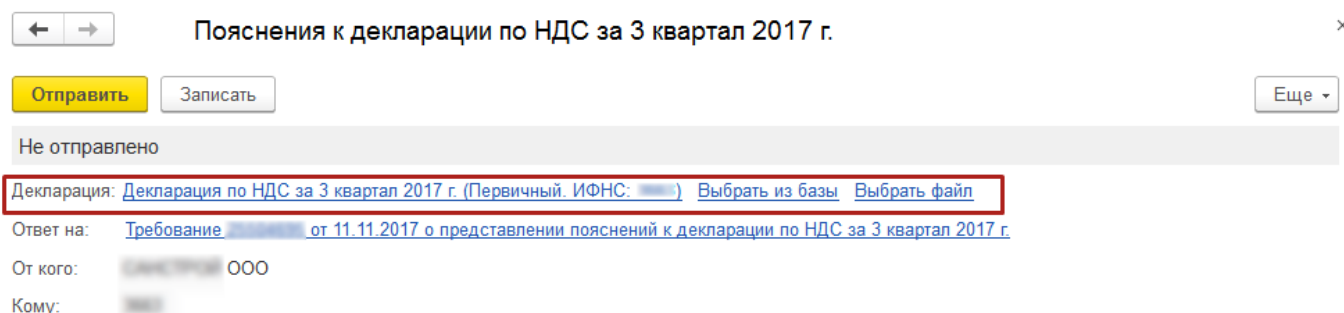 Пояснения к декларации по НДС за 3 квартал 2017 г.
Отправить Записать Еще
Не отправлено
Декларация: Декларация по НДС за 3 квартал 2017 г. (Первичный. ИФНС: ) Выбрать из базы Выбрать файл
Ответ на: Требование от 11.11.2017 о представлении пояснений к декларации по НДС за 3 квартал 2017 г.
От кого: ООО
Кому: